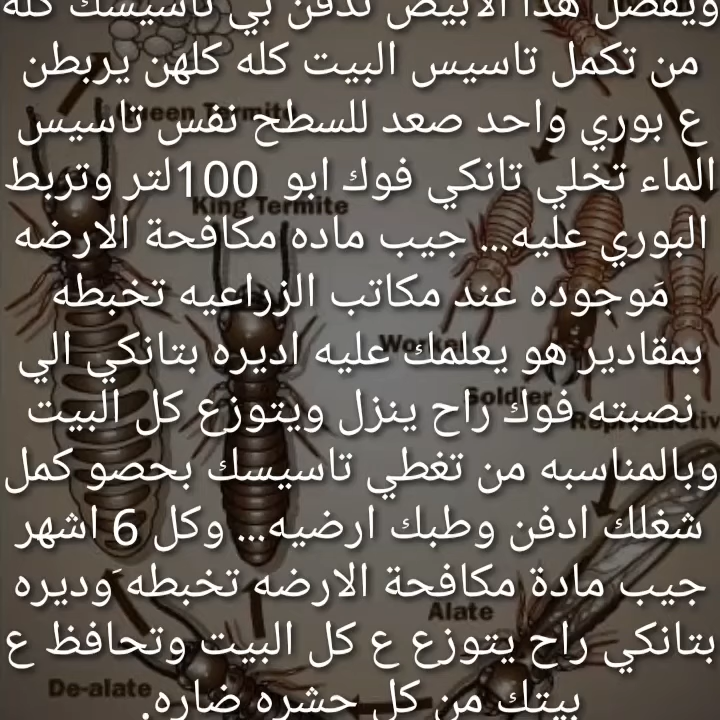 ويفضل هذا الابيض تدفن بي تاسيسك كله
من تكمل تاسيس البيت كله كلهن يربطن
ع بوري واحد صعد للسطح نفس تاسيس
الماء تخلي تانكي فوك ابو 100لتر وتربط
البوري عليه... جيب ماده مكافحة الارضه
مَوجوده عند مكاتب الزراعيه تخبطه
بمقادير هو يعلمك عليه اديره بتانكي الي
نصبته فوك راح ينزل ويتوزع كل البيت
وبالمناسبه من تغطي تاسيسك بحصو كمل
شغلك ادفن وطبك ارضيه... وكل 6 اشهر
جيب مادة مكافحة الارضه تخبطه َوديره
بتانكي راح يتوزع ع كل البيت وتحافظ ع
بيتك من كل حشره ضاره.
Queen Termite
King Termite
Worker
Soldier
Reproductiv
Alate
De-alate